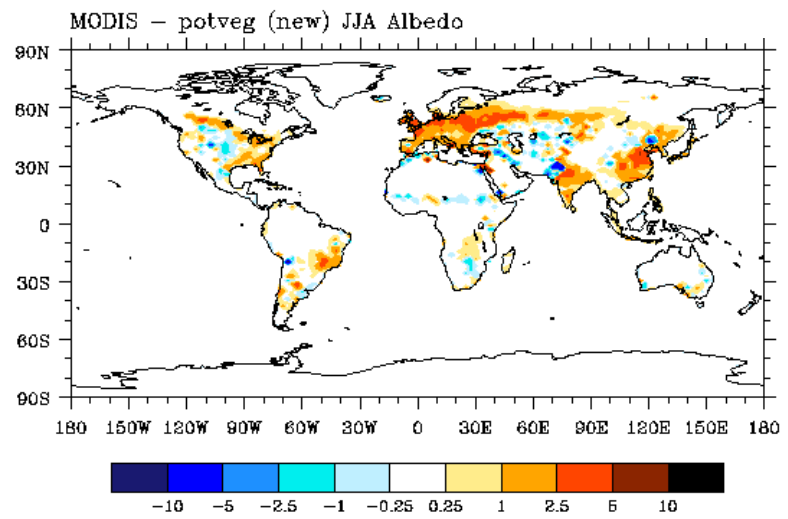 MODIS − potveg (new) JJA Albedo
90N
60N
30N
0
30S
60S
90S
180 150W 120W 90W 60W 30W 0 30E 60E 90E 120E 150E 180
−10 −5 −2.5 −1 −0.25 0.25 1 2.5 5 10